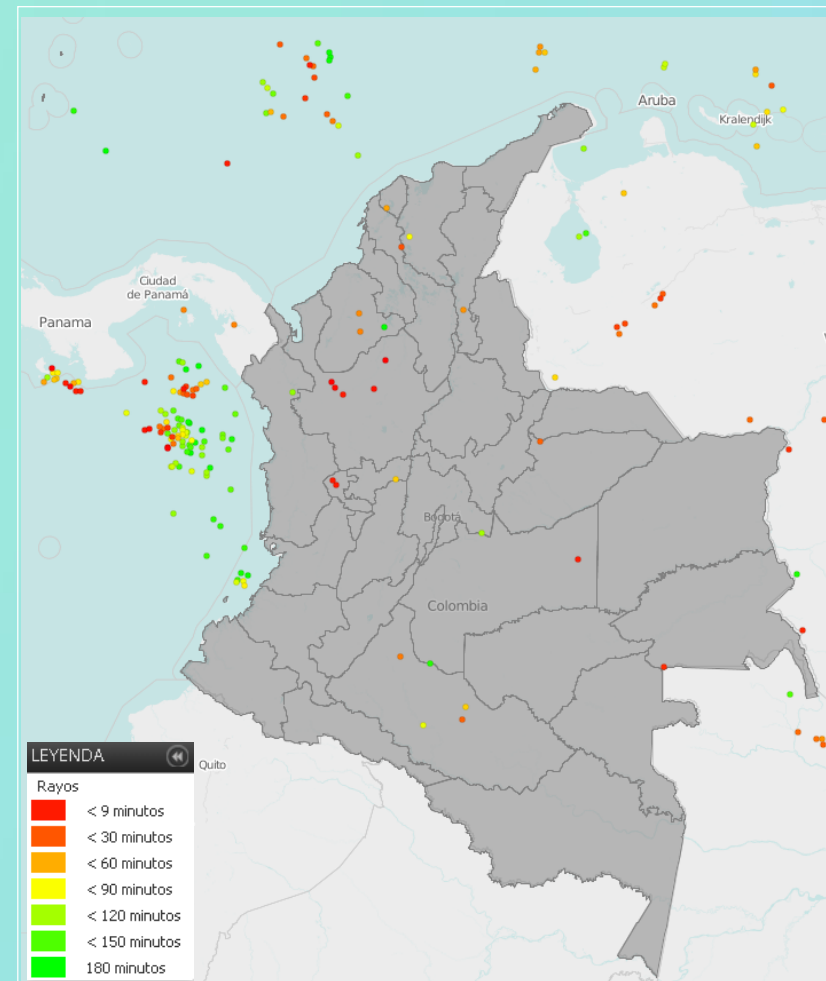 Aruba
Kralendijk
Ciudad
de Panamá
Panama
Bogotá
Colombia
Quito
LEYENDA
Rayos
< 9 minutos
< 30 minutos
< 60 minutos
< 90 minutos
< 120 minutos
< 150 minutos
180 minutos